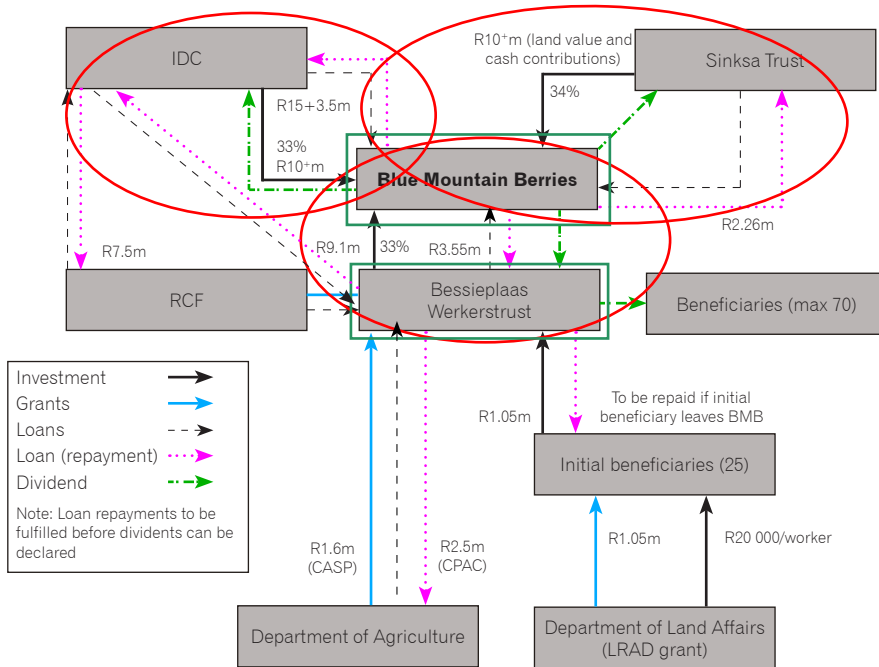 IDC
R10⁺m (land value and
cash contributions)
Sinksa Trust
R15+3.5m
34%
33%
R10⁺m
Blue Mountain Berries
R2.26m
R7.5m
R9.1m
33%
R3.55m
RCF
Bessieplaas
Werkerstrust
Beneficiaries (max 70)
Investment
Grants
Loans
Loan (repayment)
Dividend
Note: Loan repayments to be
fulfilled before dividents can be
declared
R1.05m
To be repaid if initial
beneficiary leaves BMB
Initial beneficiaries (25)
R1.6m
(CASP)
R2.5m
(CPAC)
R1.05m
R20 000/worker
Department of Agriculture
Department of Land Affairs
(LRAD grant)